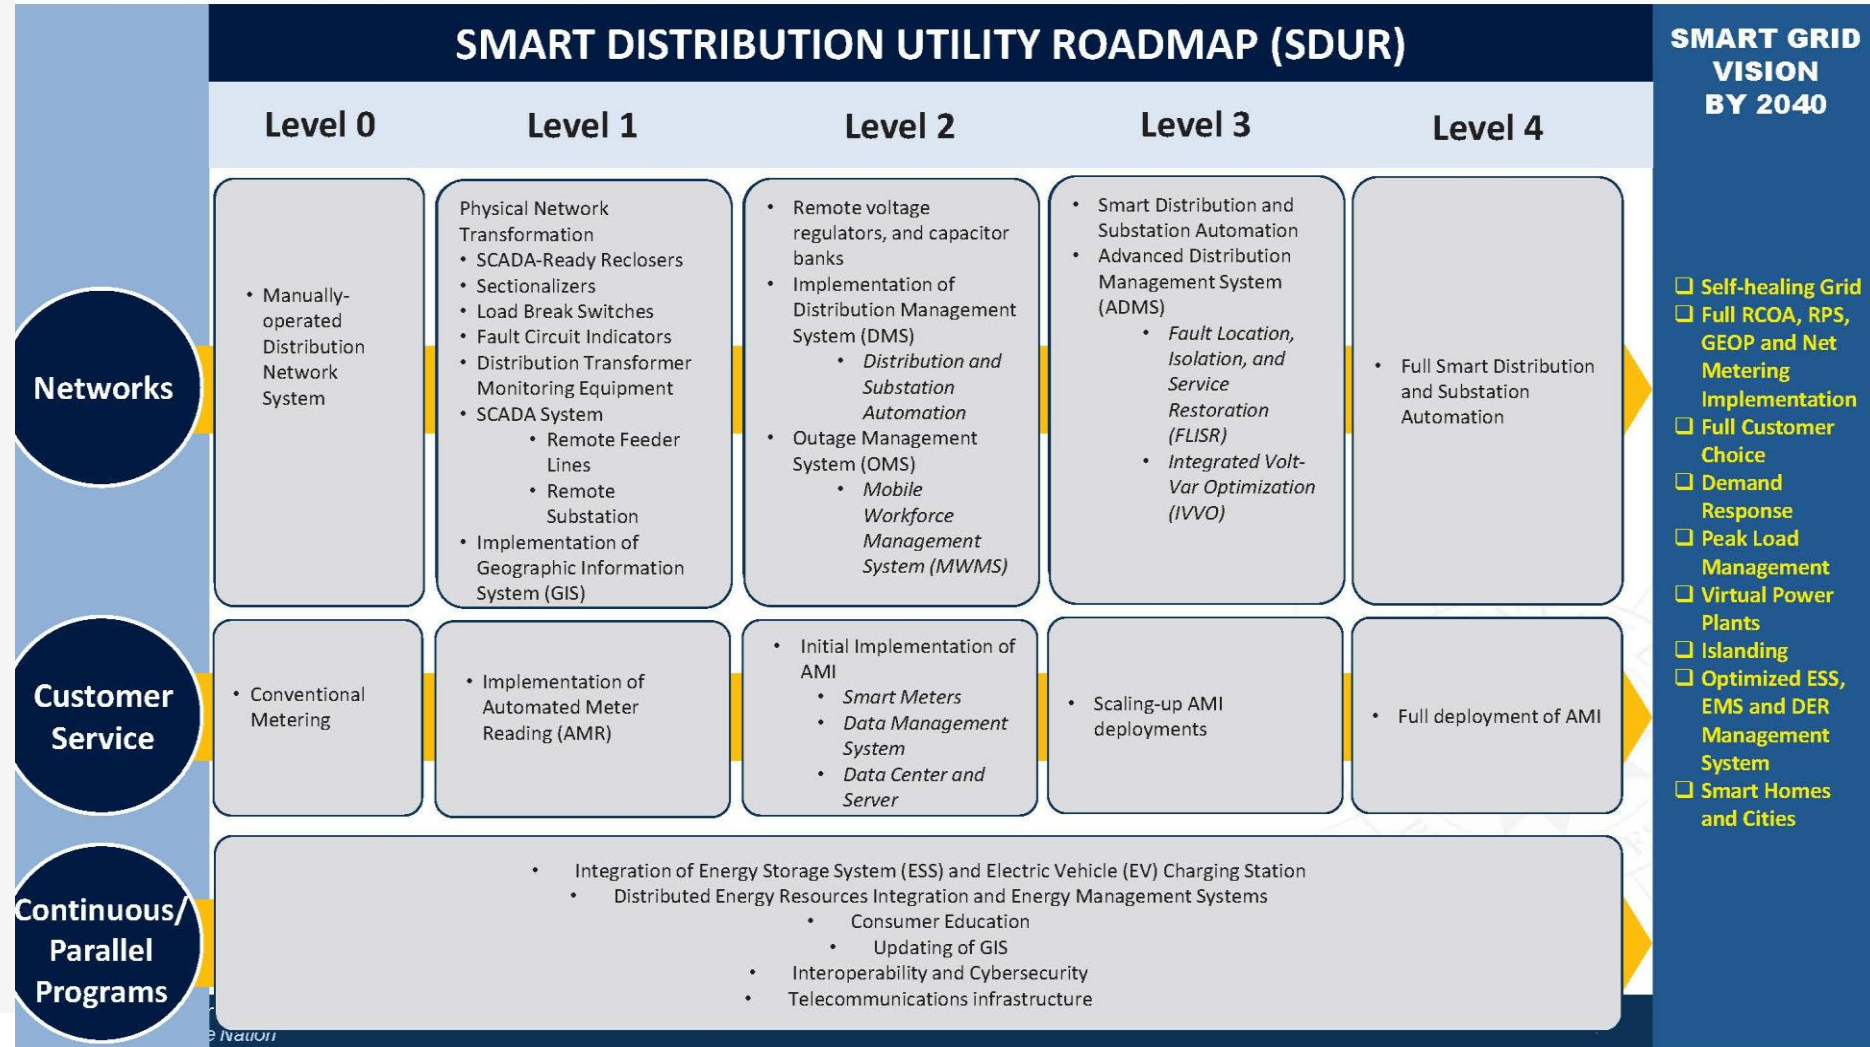 SMART DISTRIBUTION UTILITY ROADMAP (SDUR)
Level 0
Level 1
Level 2
Level 3
Level 4
Networks
• Manually-
operated
Distribution
Network
System
Physical Network
Transformation
• SCADA-Ready Reclosers
• Sectionalizers
• Load Break Switches
• Fault Circuit Indicators
• Distribution Transformer
Monitoring Equipment
• SCADA System
• Remote Feeder
Lines
• Remote
Substation
• Implementation of
Geographic Information
System (GIS)
• Remote voltage
regulators, and capacitor
banks
• Implementation of
Distribution Management
System (DMS)
• Distribution and
Substation
Automation
• Outage Management
System (OMS)
• Mobile
Workforce
Management
System (MWMS)
• Smart Distribution and
Substation Automation
• Advanced Distribution
Management System
(ADMS)
• Fault Location,
Isolation, and
Service
Restoration
(FLISR)
• Integrated Volt-
Var Optimization
(IVVO)
• Full Smart Distribution
and Substation
Automation
Customer
Service
• Conventional
Metering
• Implementation of
Automated Meter
Reading (AMR)
• Initial Implementation of
AMI
• Smart Meters
• Data Management
System
• Data Center and
Server
• Scaling-up AMI
deployments
• Full deployment of AMI
Continuous/
Parallel
Programs
• Integration of Energy Storage System (ESS) and Electric Vehicle (EV) Charging Station
• Distributed Energy Resources Integration and Energy Management Systems
• Consumer Education
• Updating of GIS
• Interoperability and Cybersecurity
• Telecommunications infrastructure
Nation
SMART GRID
VISION
BY 2040
❑ Self-healing Grid
❑ Full RCOA, RPS,
GEOP and Net
Metering
Implementation
❑ Full Customer
Choice
❑ Demand
Response
❑ Peak Load
Management
❑ Virtual Power
Plants
❑ Islanding
❑ Optimized ESS,
EMS and DER
Management
System
❑ Smart Homes
and Cities